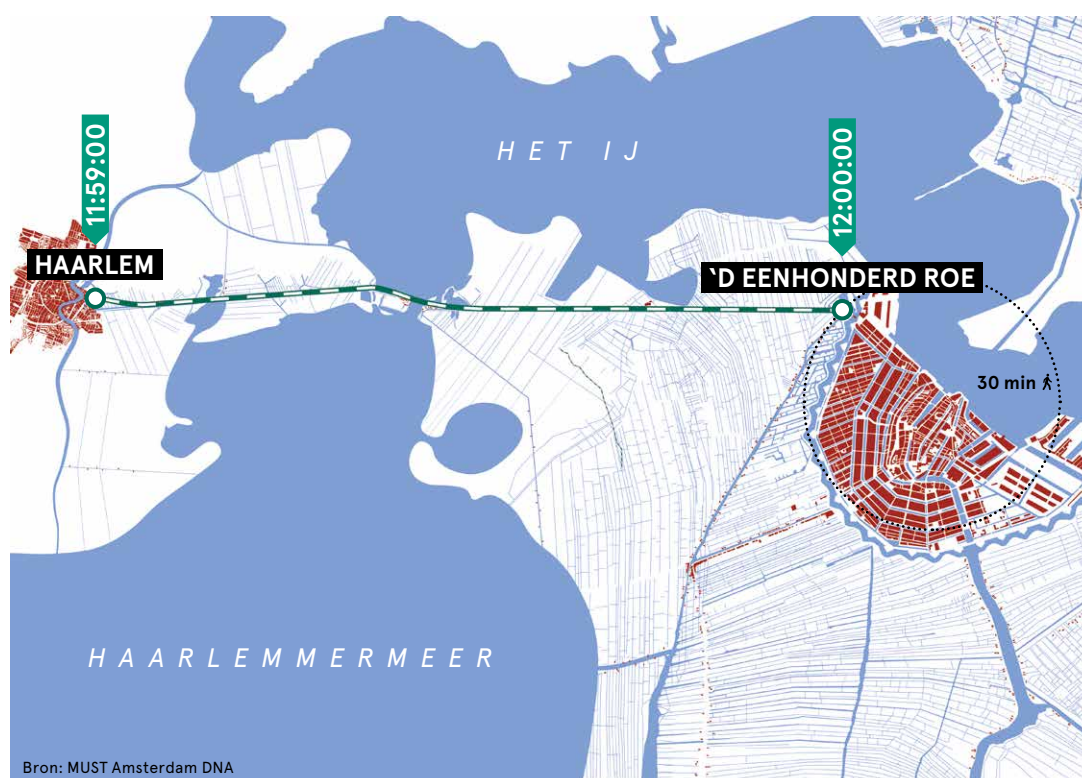 HET IJ
11:59:00
12:00:00
HAARLEM
‘D EENHONDERD ROE
30 min
HAARLEMMERMEER
Bron: MUST Amsterdam DNA